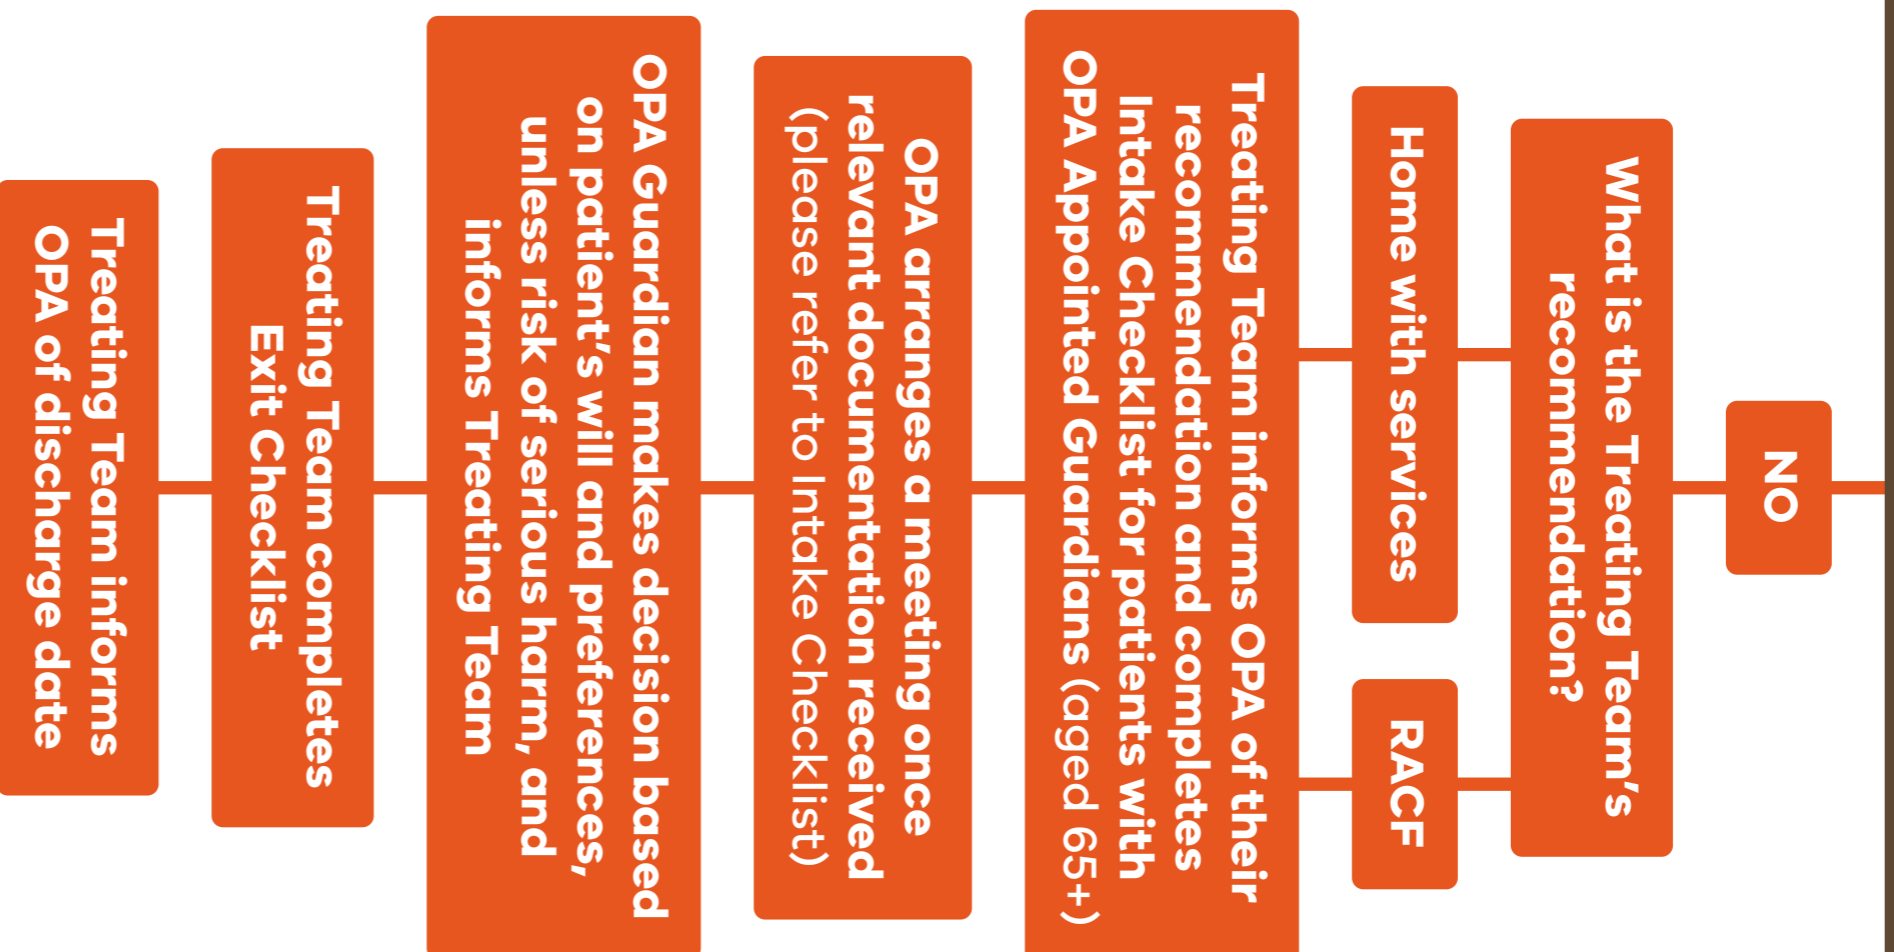 NO
What is the Treating Team's
recommendation?
Home with services
RACF
Treating Team informs OPA of their
recommendation and completes
Intake Checklist for patients with
OPA Appointed Guardians (aged 65+)
OPA arranges a meeting once
relevant documentation received
(please refer to Intake Checklist)
OPA Guardian makes decision based
on patient's will and preferences,
unless risk of serious harm, and
informs Treating Team
Treating Team completes
Exit Checklist
Treating Team informs
OPA of discharge date